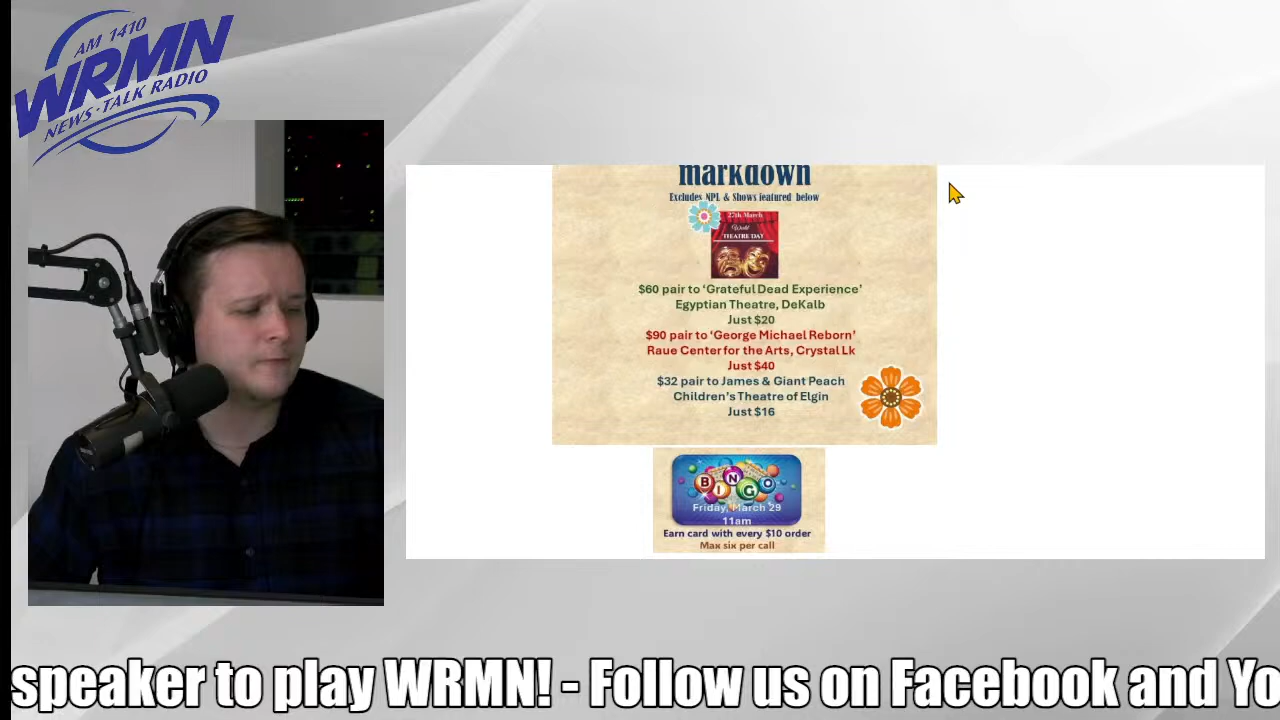 AM 1410
WRMN
NEWS·TALK RADIO
markdown
Excludes NPL & Shows featured below
27th March
World
THEATRE DAY
$60 pair to ‘Grateful Dead Experience’
Egyptian Theatre, DeKalb
Just $20
$90 pair to ‘George Michael Reborn’
Raue Center for the Arts, Crystal Lk
Just $40
$32 pair to James & Giant Peach
Children’s Theatre of Elgin
Just $16
BINGO
Friday, March 29
11am
Earn card with every $10 order
Max six per call
speaker to play WRMN! - Follow us on Facebook and Yo